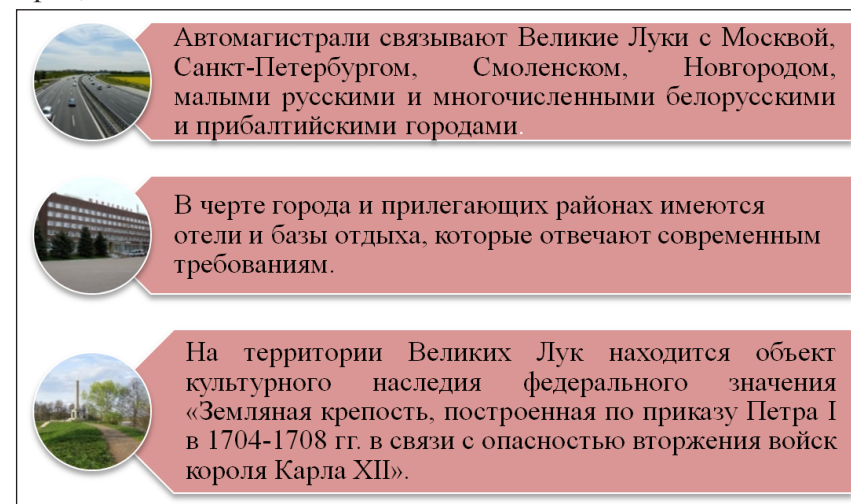 Автомагистрали связывают Великие Луки с Москвой,
Санкт-Петербургом, Смоленском, Новгородом,
малыми русскими и многочисленными белорусскими
и прибалтийскими городами.
В черте города и прилегающих районах имеются
отели и базы отдыха, которые отвечают современным
требованиям.
На территории Великих Лук находится объект
культурного наследия федерального значения
«Земляная крепость, построенная по приказу Петра I
в 1704-1708 гг. в связи с опасностью вторжения войск
короля Карла XII».